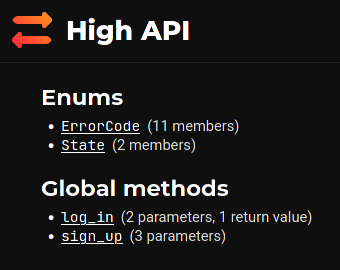 High API
Enums
• ErrorCode (11 members)
• State (2 members)
Global methods
• log_in (2 parameters, 1 return value)
• sign_up (3 parameters)